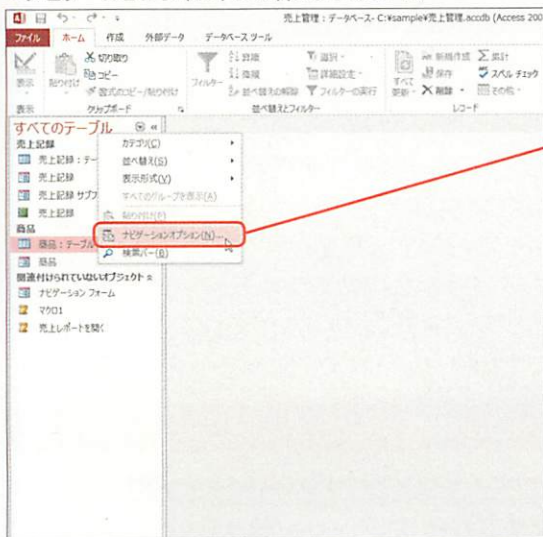 売上管理 : データベース- C:¥sample¥売上管理.accdb (Access 200
ファイル ホーム 作成 外部データ データベース ツール
表示 貼り付け 切り取り フィルター 昇順 選択 すべて更新 新規作成 Σ 集計
コピー 降順 詳細設定 保存 スペル チェック
書式のコピー/貼り付け 並べ替えの解除 フィルターの実行 削除 その他
表示 クリップボード 並べ替えとフィルター レコード
すべてのテーブル
売上記録
売上記録 : テー
売上記録
売上記録 サブフ
売上記録
商品
商品 : テーブル
商品
関連付けられていないオブジェクト
ナビゲーション フォーム
マクロ1
売上レポートを開く
カテゴリ(C)
並べ替え(S)
表示形式(V)
すべてのグループを表示(A)
貼り付け(P)
ナビゲーションオプション(N)...
検索バー(B)